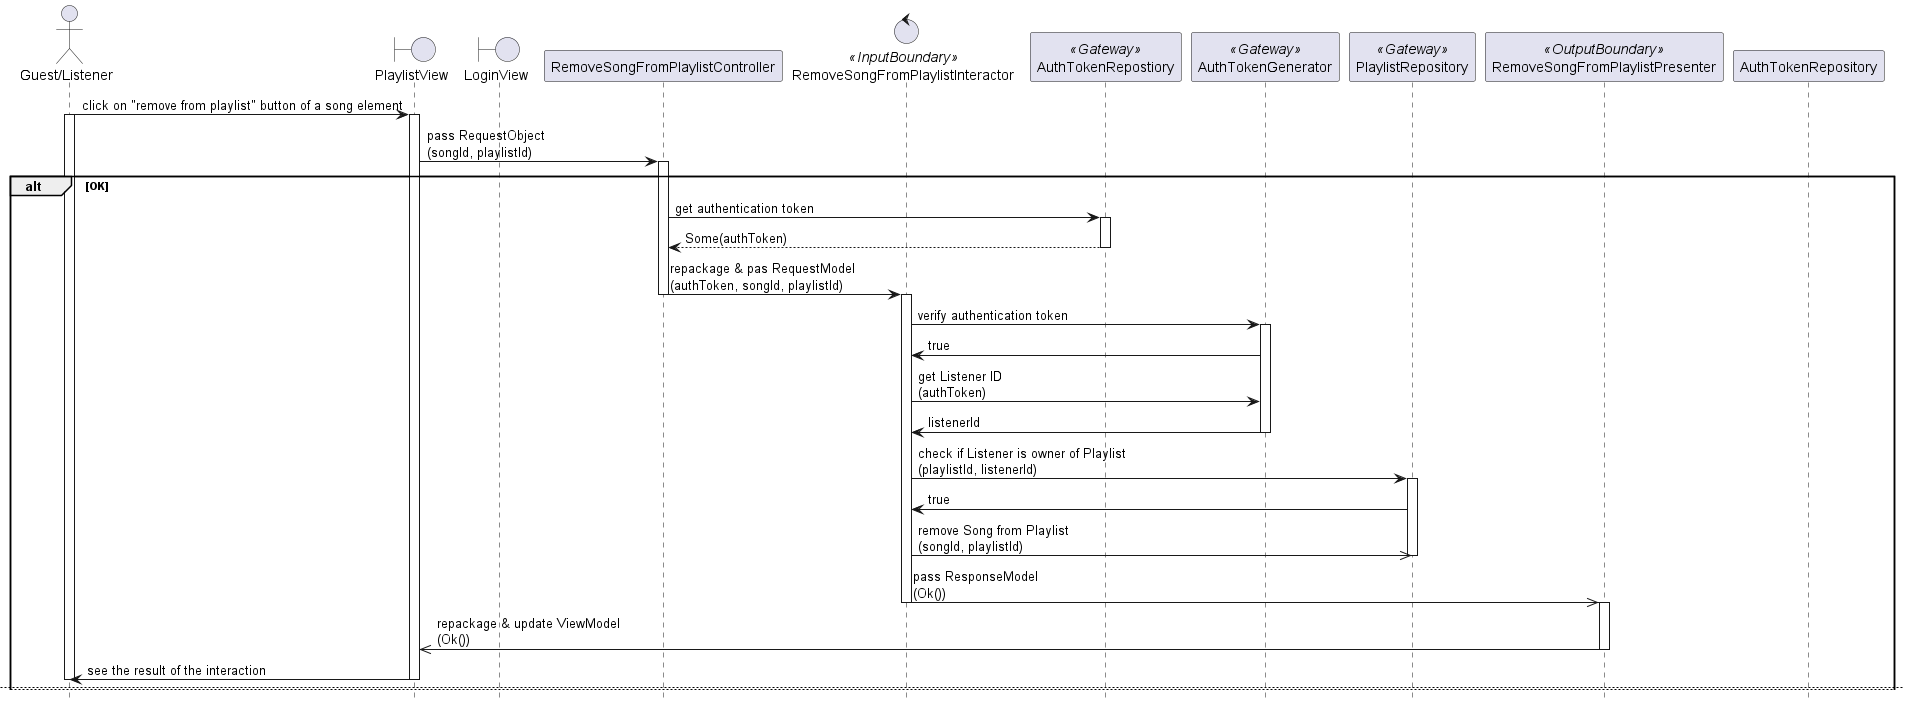 Guest/Listener
PlaylistView
LoginView
RemoveSongFromPlaylistController
«InputBoundary»
RemoveSongFromPlaylistInteractor
«Gateway»
AuthTokenRepostiory
«Gateway»
AuthTokenGenerator
«Gateway»
PlaylistRepository
«OutputBoundary»
RemoveSongFromPlaylistPresenter
AuthTokenRepository
click on "remove from playlist" button of a song element
pass RequestObject
(songId, playlistId)
alt
[OK]
get authentication token
Some(authToken)
repackage & pas RequestModel
(authToken, songId, playlistId)
verify authentication token
true
get Listener ID
(authToken)
listenerId
check if Listener is owner of Playlist
(playlistId, listenerId)
true
remove Song from Playlist
(songId, playlistId)
pass ResponseModel
(Ok())
repackage & update ViewModel
(Ok())
see the result of the interaction